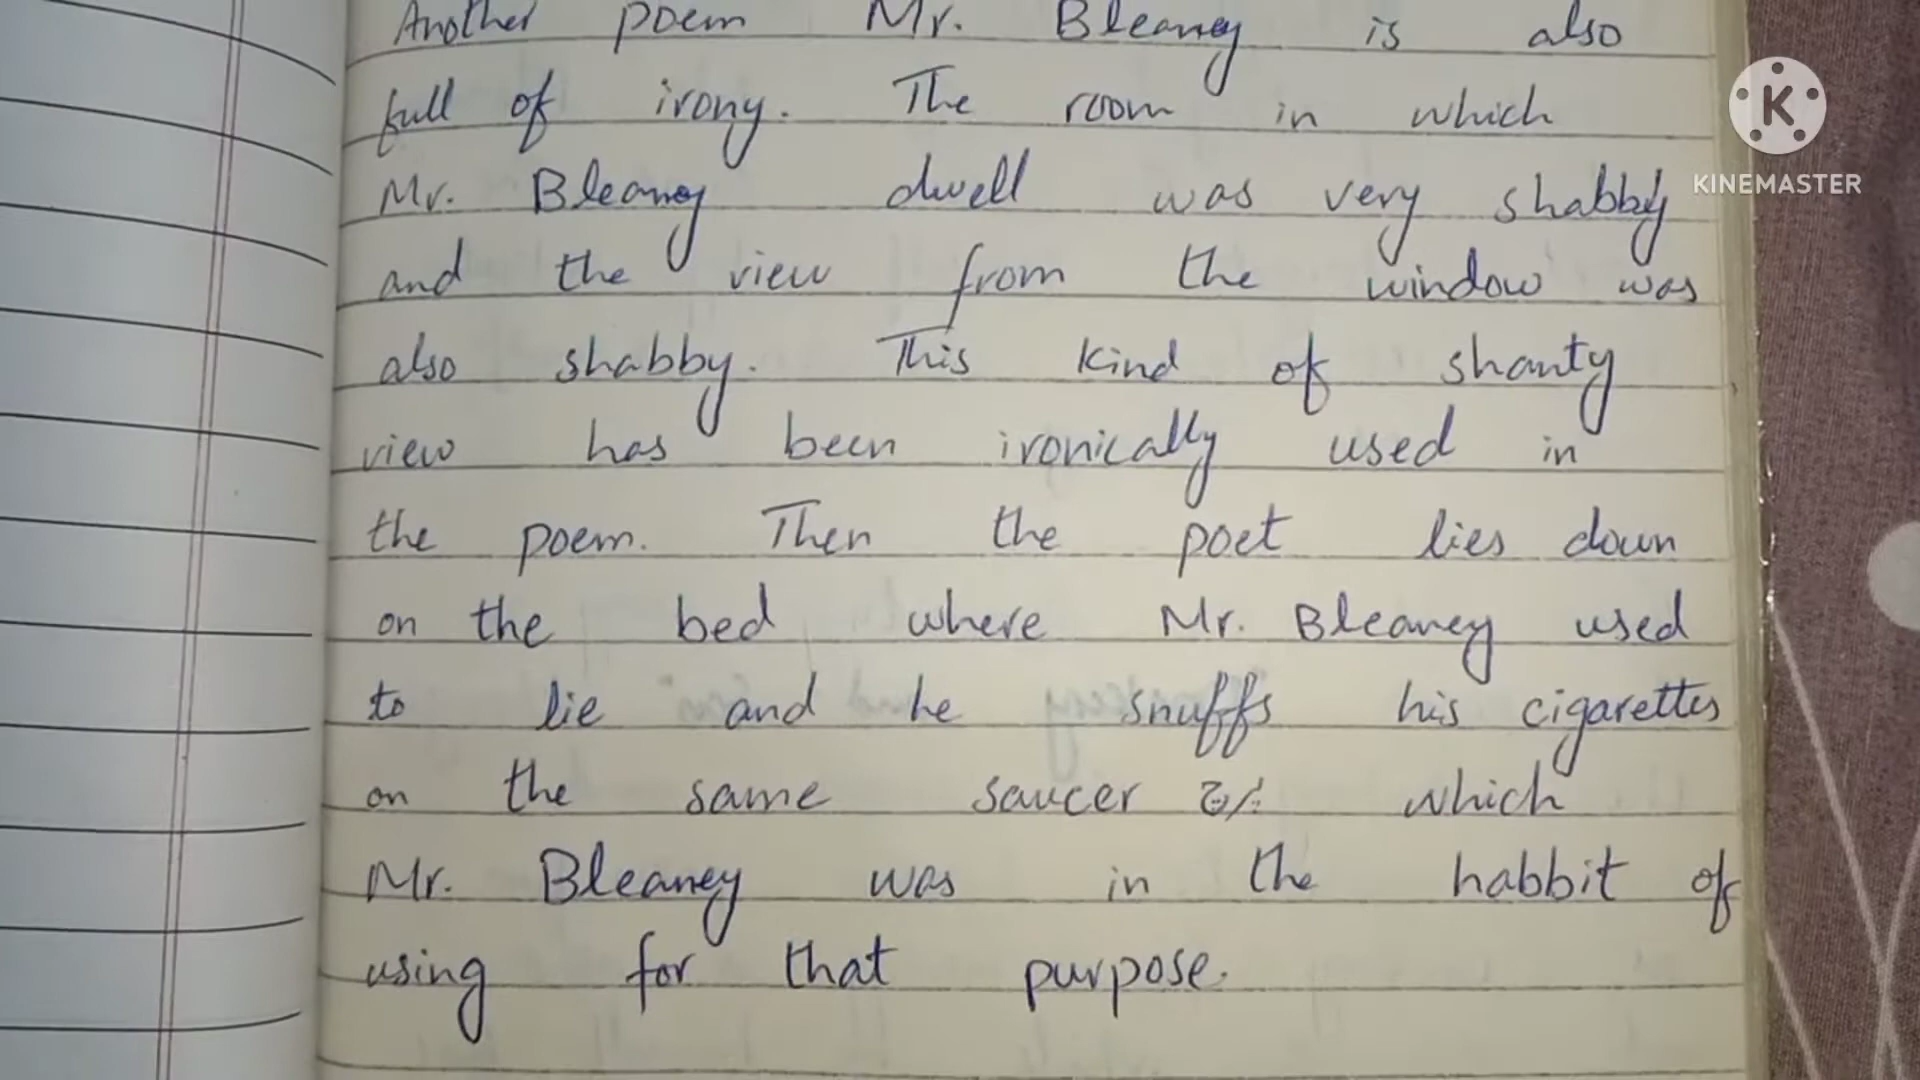 Another poem Mr. Bleaney is also
full of irony. The room in which
Mr. Bleaney dwell was very shabby
and the view from the window was
also shabby. This kind of shanty
view has been ironically used in
the poem. Then the poet lies down
on the bed where Mr. Bleaney used
to lie and he snuffs his cigarettes
on the same saucer which
Mr. Bleaney was in the habbit of
using for that purpose.
K
KINEMASTER